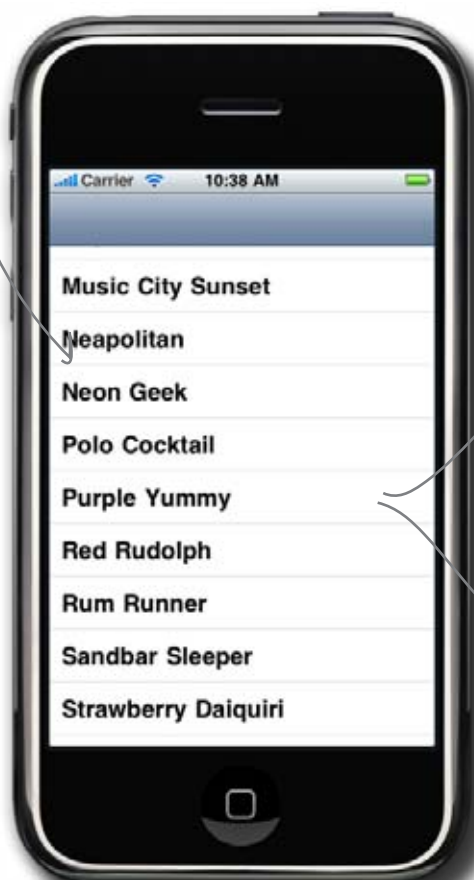 Carrier 10:38 AM
Music City Sunset
Neapolitan
Neon Geek
Polo Cocktail
Purple Yummy
Red Rudolph
Rum Runner
Sandbar Sleeper
Strawberry Daiquiri